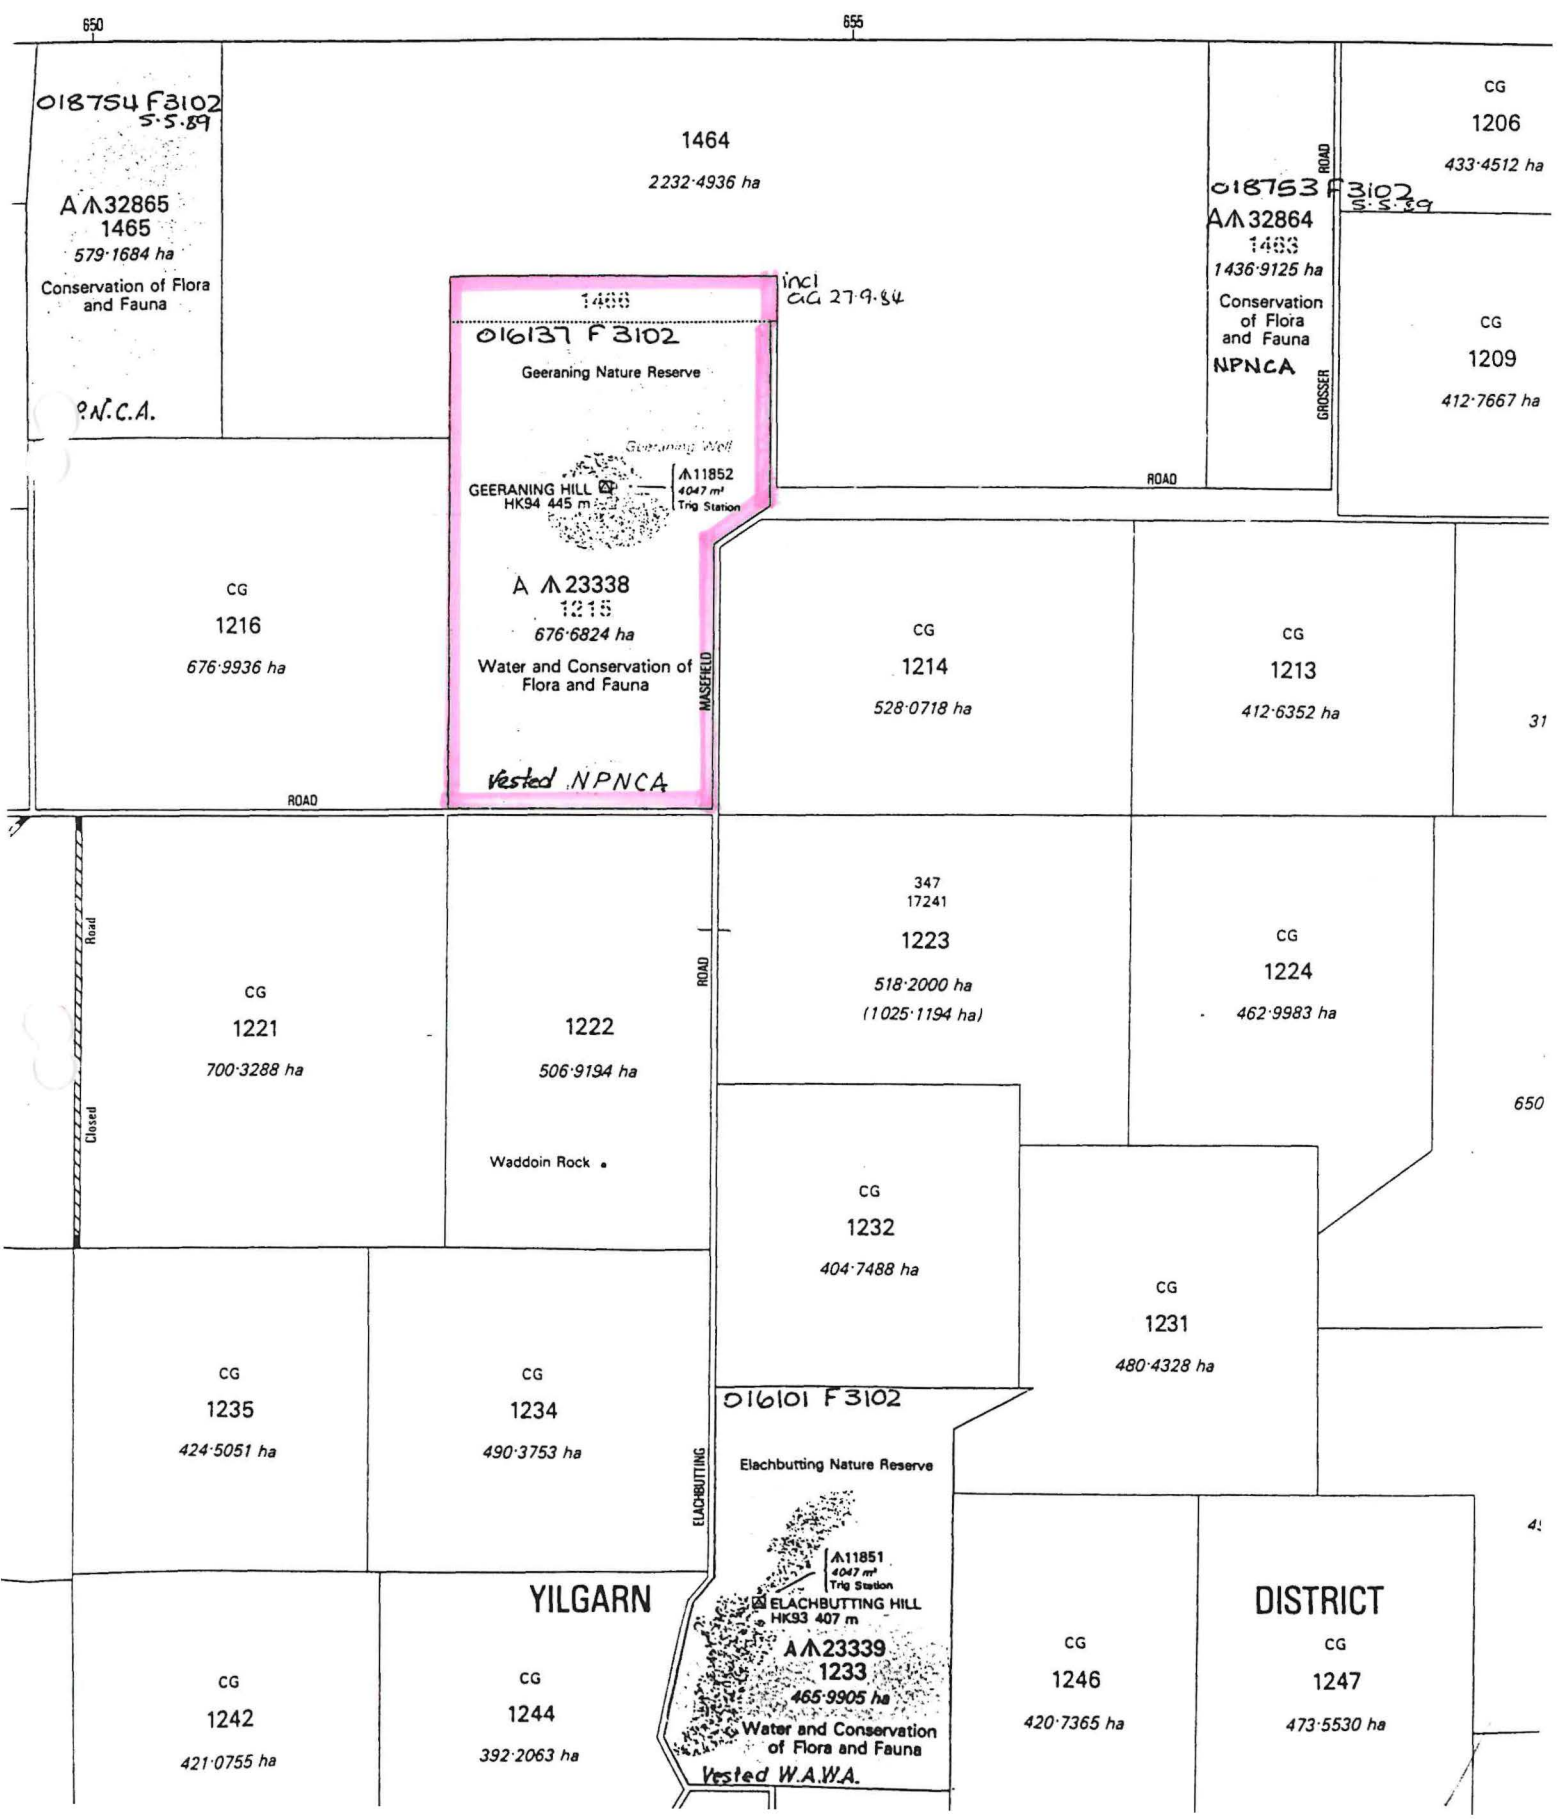 650
655
018754 F3102
5.5.89
A 32865
1465
579·1684 ha
Conservation of Flora
and Fauna
P.N.C.A.
1464
2232·4936 ha
ROAD
018753 F3102
5.5.89
A 32864
1463
1436·9125 ha
Conservation
of Flora
and Fauna
NPNCA
GROSSER
CG
1206
433·4512 ha
CG
1209
412·7667 ha
1466
incl
GG 27.9.84
016137 F 3102
Geeraning Nature Reserve
Geeraning Well
GEERANING HILL
HK94 445 m
11852
4047 m²
Trig Station
A 23338
1215
676·6824 ha
Water and Conservation of
Flora and Fauna
Vested NPNCA
MASEFIELD
ROAD
CG
1216
676·9936 ha
ROAD
CG
1214
528·0718 ha
CG
1213
412·6352 ha
31
Road
Closed
CG
1221
700·3288 ha
1222
506·9194 ha
Waddoin Rock
ROAD
347
17241
1223
518·2000 ha
(1025·1194 ha)
CG
1224
462·9983 ha
650
CG
1232
404·7488 ha
CG
1231
480·4328 ha
CG
1235
424·5051 ha
CG
1234
490·3753 ha
ELACHBUTTING
016101 F 3102
Elachbutting Nature Reserve
11851
4047 m²
Trig Station
ELACHBUTTING HILL
HK93 407 m
A 23339
1233
465·9905 ha
Water and Conservation
of Flora and Fauna
Vested W.A.W.A.
YILGARN
DISTRICT
CG
1242
421·0755 ha
CG
1244
392·2063 ha
CG
1246
420·7365 ha
CG
1247
473·5530 ha